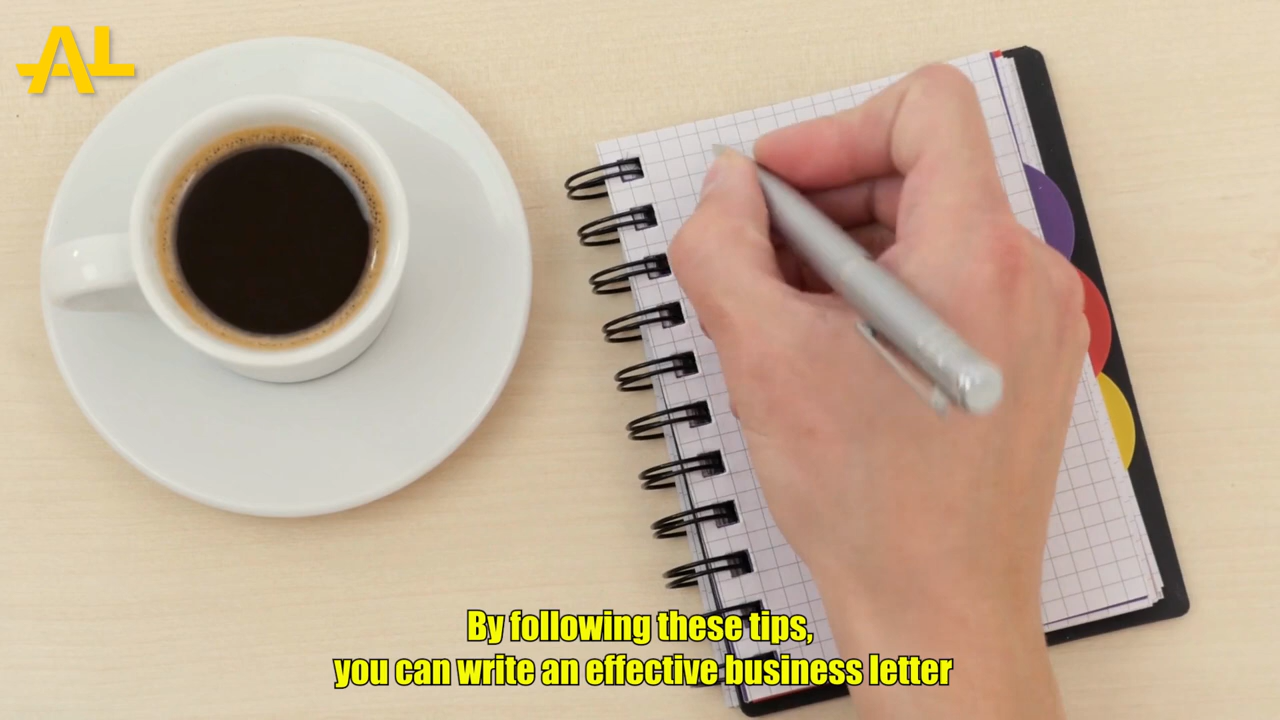 AL
By following these tips,
you can write an effective business letter